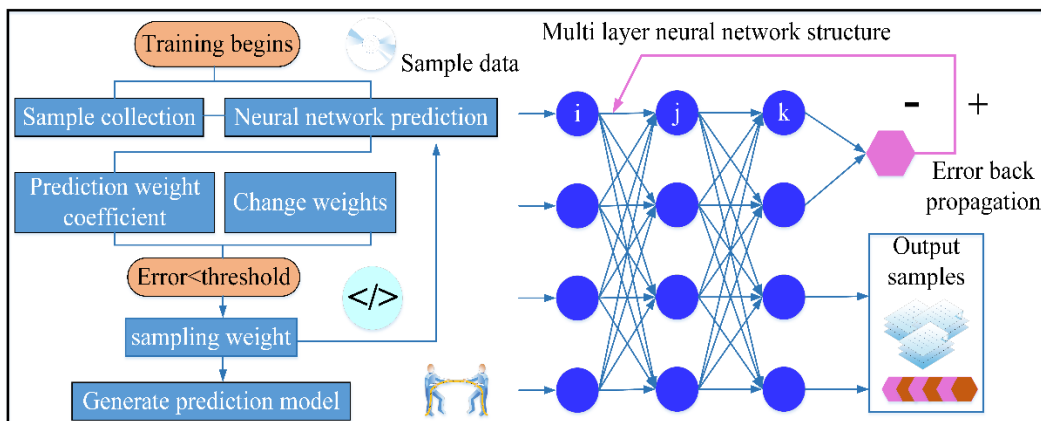 Training begins
Sample data
Sample collection
Neural network prediction
Prediction weight
coefficient
Change weights
Error<threshold
</>
sampling weight
Generate prediction model
Multi layer neural network structure
i
j
k
- +
Error back
propagation
Output
samples